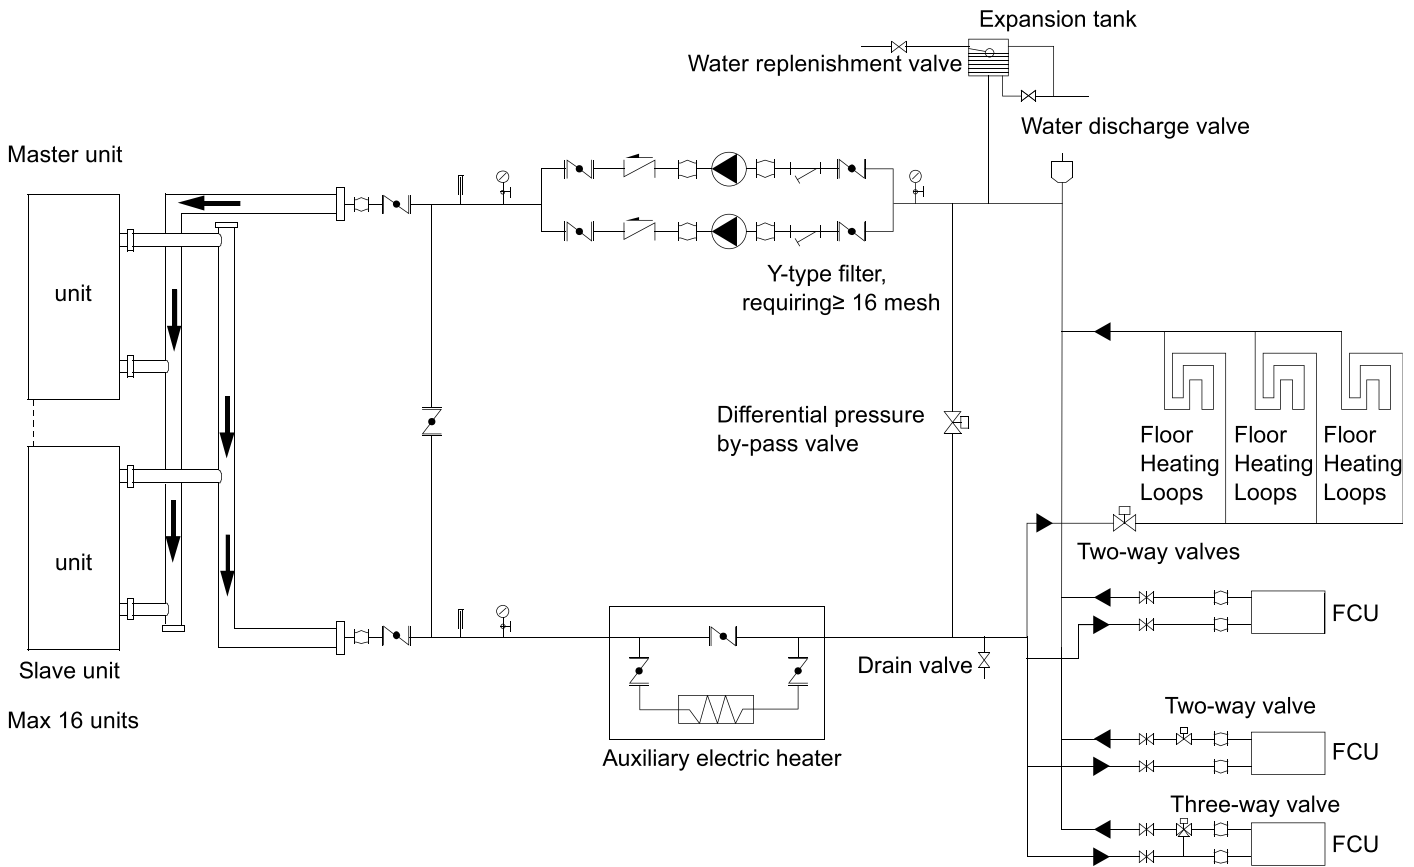 Expansion tank
Water replenishment valve
Water discharge valve
Master unit
unit
Y-type filter,
requiring≥ 16 mesh
Differential pressure
by-pass valve
Floor
Heating
Loops
Floor
Heating
Loops
Floor
Heating
Loops
Two-way valves
unit
FCU
Slave unit
Drain valve
Max 16 units
Two-way valve
FCU
Auxiliary electric heater
Three-way valve
FCU